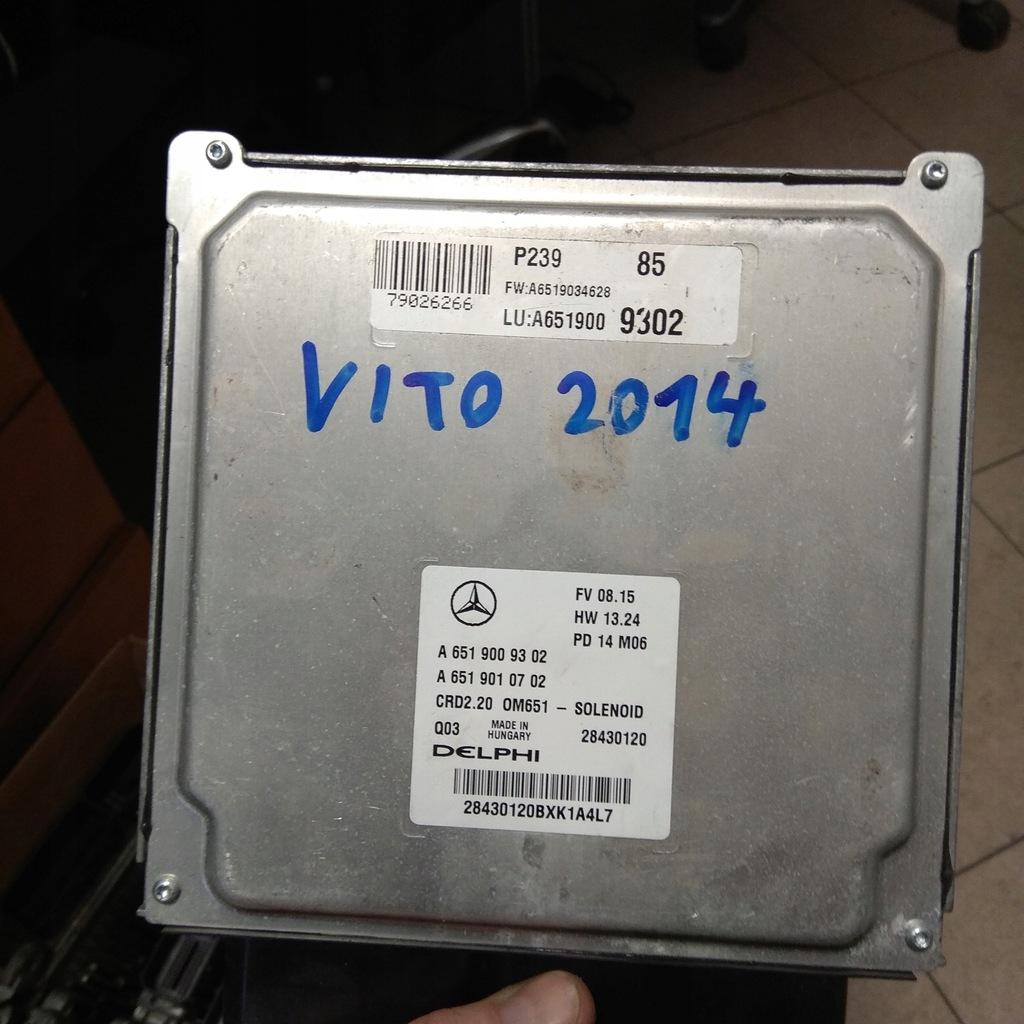 P239 85
79026266
FW:A6519034628
LU:A651900 9302
VITO 2014
FV 08.15
HW 13.24
PD 14 M06
A 651 900 93 02
A 651 901 07 02
CRD2.20 OM651 – SOLENOID
Q03 MADE IN HUNGARY 28430120
DELPHI
28430120BXK1A4L7